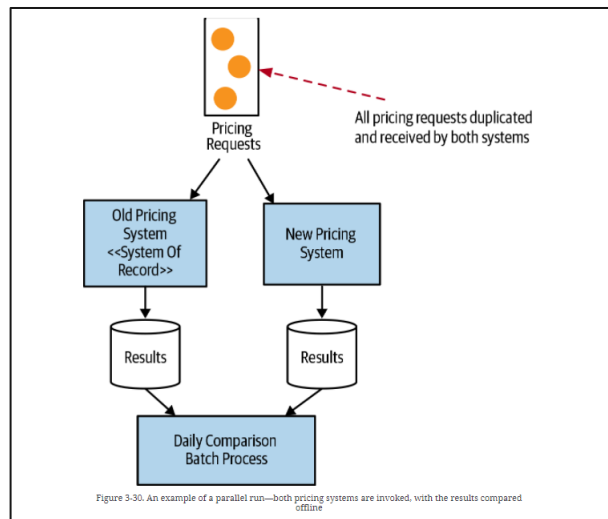 All pricing requests duplicated
and received by both systems
Pricing
Requests
Old Pricing
System
<<System Of
Record>>
New Pricing
System
Results
Results
Daily Comparison
Batch Process
Figure 3-30. An example of a parallel run—both pricing systems are invoked, with the results compared
offline